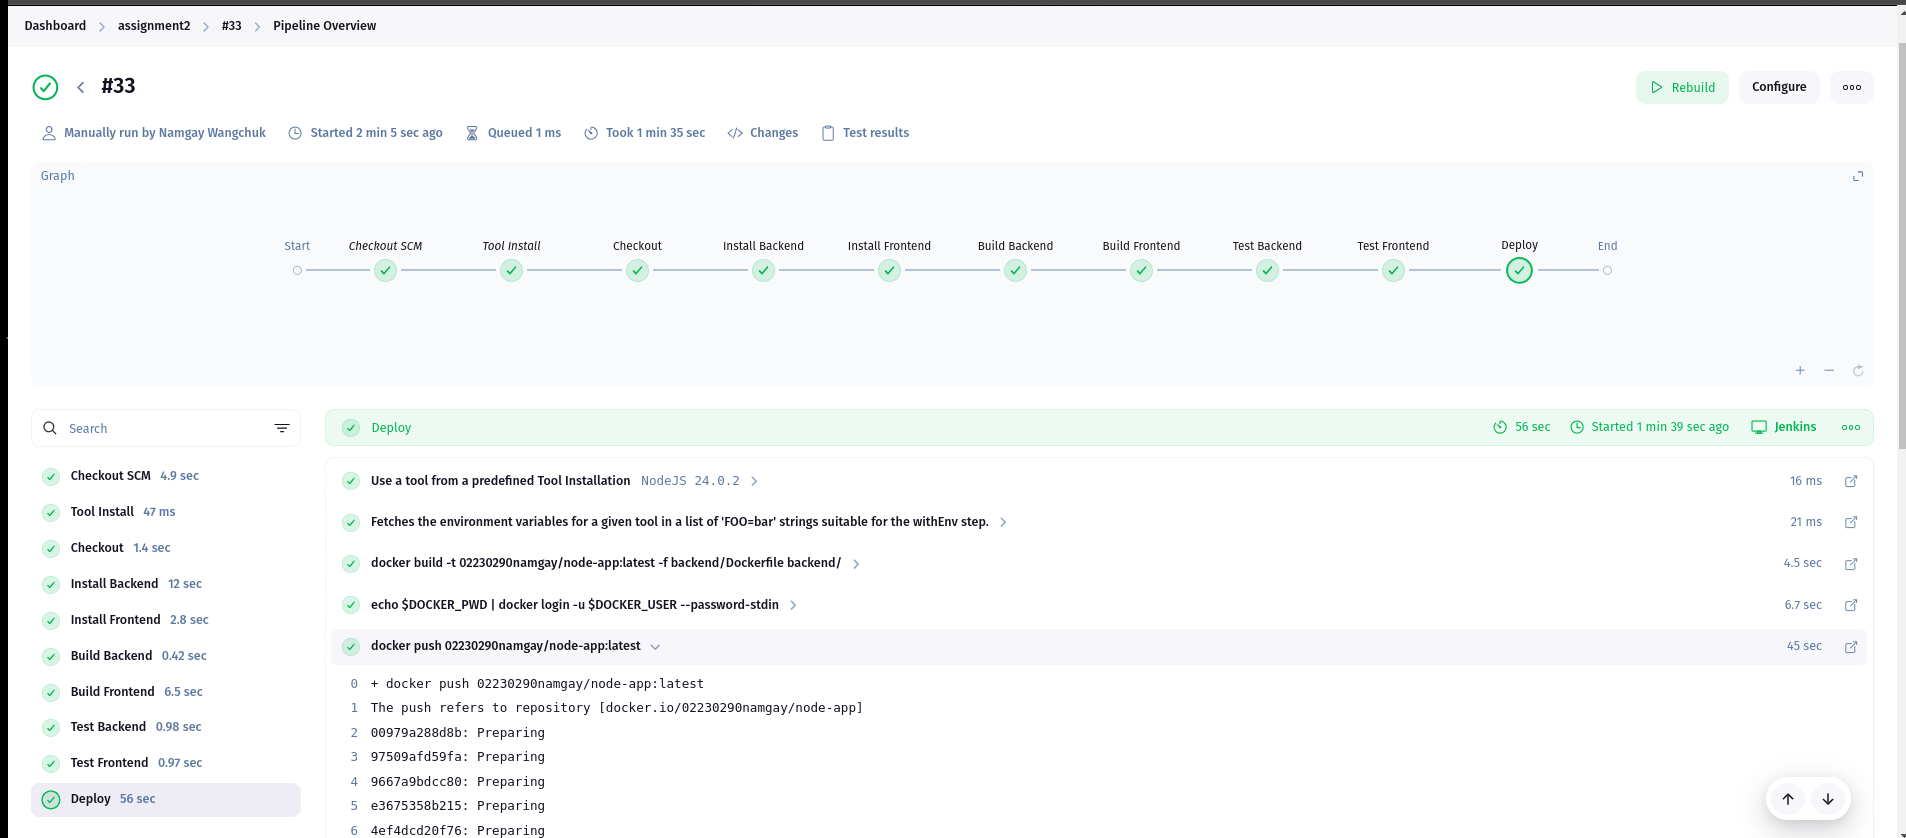 Dashboard > assignment2 > #33 > Pipeline Overview
#33
Rebuild Configure
Manually run by Namgay Wangchuk Started 2 min 5 sec ago Queued 1 ms Took 1 min 35 sec Changes Test results
Graph
Start Checkout SCM Tool Install Checkout Install Backend Install Frontend Build Backend Build Frontend Test Backend Test Frontend Deploy End
Search
Checkout SCM 4.9 sec
Tool Install 47 ms
Checkout 1.4 sec
Install Backend 12 sec
Install Frontend 2.8 sec
Build Backend 0.42 sec
Build Frontend 6.5 sec
Test Backend 0.98 sec
Test Frontend 0.97 sec
Deploy 56 sec
Deploy 56 sec Started 1 min 39 sec ago Jenkins
Use a tool from a predefined Tool Installation NodeJS 24.0.2 16 ms
Fetches the environment variables for a given tool in a list of 'FOO=bar' strings suitable for the withEnv step. 21 ms
docker build -t 02230290namgay/node-app:latest -f backend/Dockerfile backend/ 4.5 sec
echo $DOCKER_PWD | docker login -u $DOCKER_USER --password-stdin 6.7 sec
docker push 02230290namgay/node-app:latest 45 sec
0 + docker push 02230290namgay/node-app:latest
1 The push refers to repository [docker.io/02230290namgay/node-app]
2 00979a288d8b: Preparing
3 97509afd59fa: Preparing
4 9667a9bdcc80: Preparing
5 e3675358b215: Preparing
6 4ef4dcd20f76: Preparing